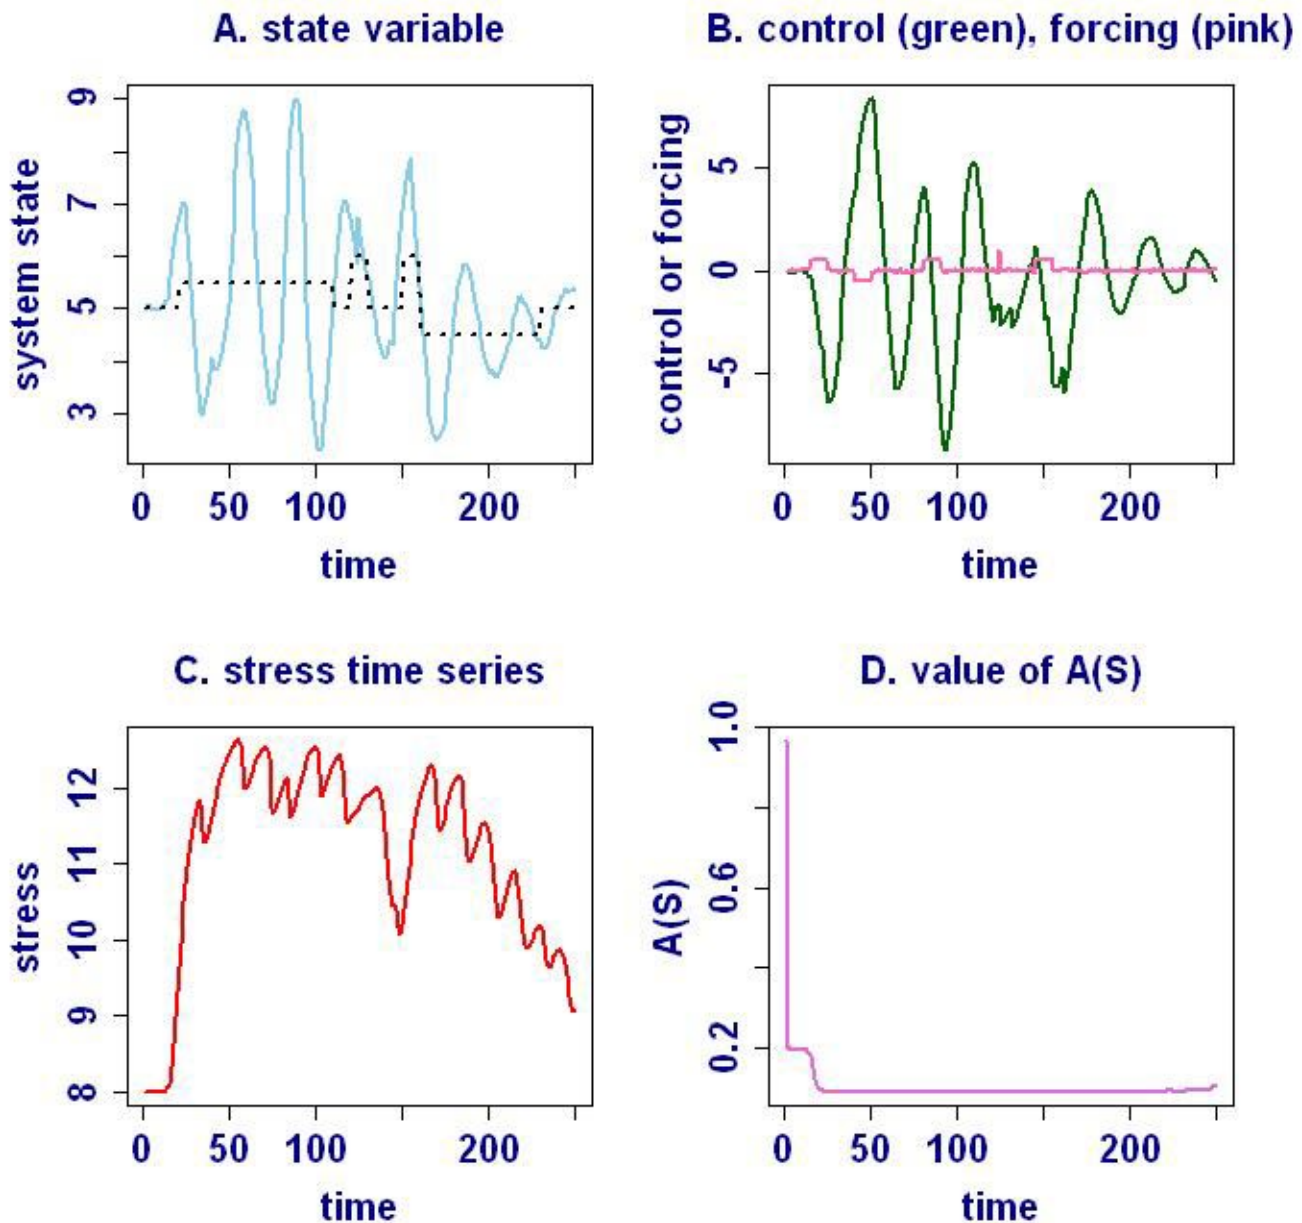 A. state variable
system state
9
7
5
3
0 50 100 200
time
B. control (green), forcing (pink)
control or forcing
5
0
-5
0 50 100 200
time
C. stress time series
stress
12
11
10
9
8
0 50 100 200
time
D. value of A(S)
A(S)
1.0
0.6
0.2
0 50 100 200
time